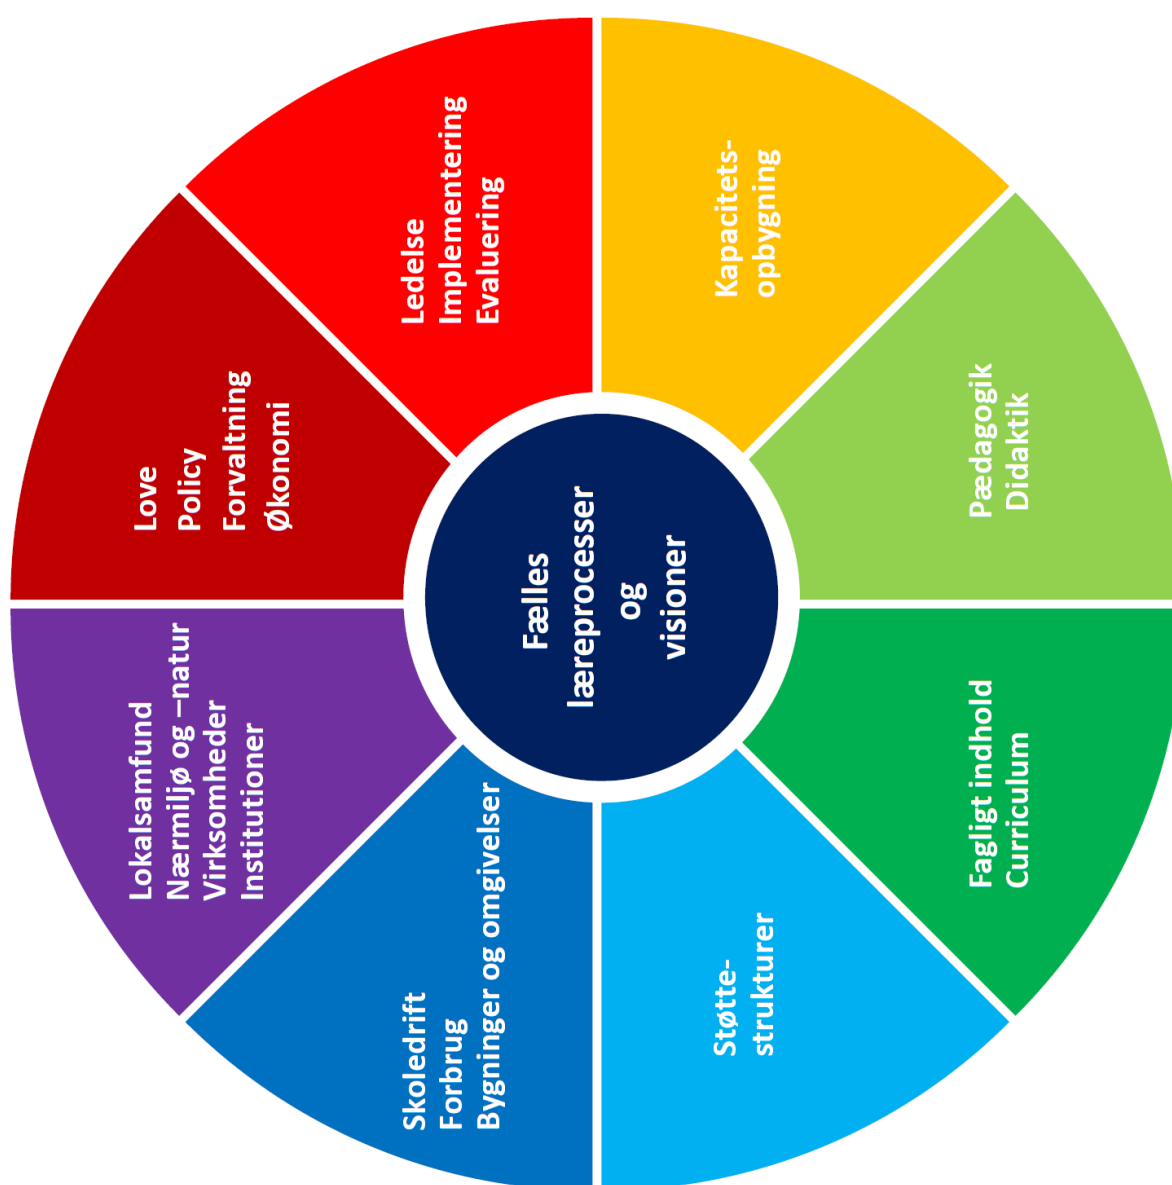 Lokalsamfund
Nærmiljø og –natur
Virksomheder
Institutioner
Love
Policy
Forvaltning
Økonomi
Skoledrift
Forbrug
Bygninger og omgivelser
Ledelse
Implementering
Evaluering
Fælles
læreprocesser
og
visioner
Støtte-
strukturer
Kapacitets-
opbygning
Fagligt indhold
Curriculum
Pædagogik
Didaktik